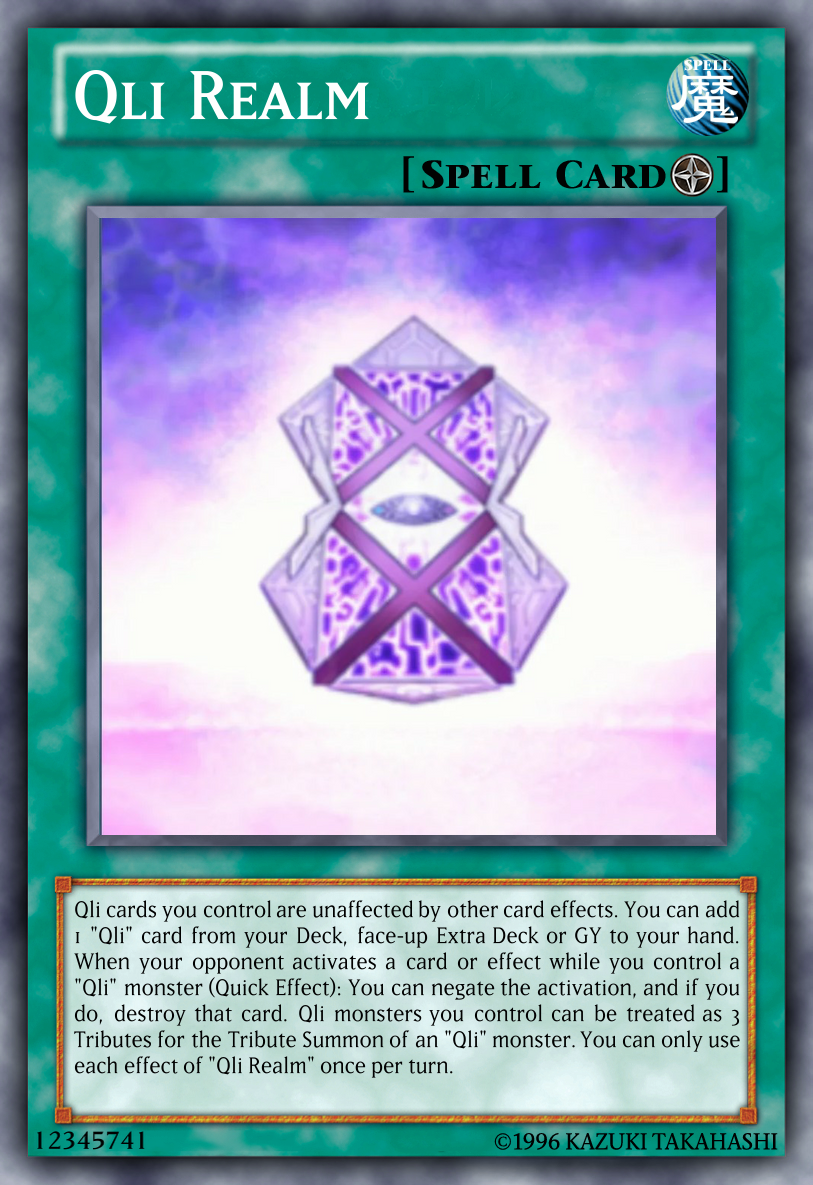 QLI REALM
SPELL
魔
[SPELL CARD]
Qli cards you control are unaffected by other card effects. You can add
1 "Qli" card from your Deck, face-up Extra Deck or GY to your hand.
When your opponent activates a card or effect while you control a
"Qli" monster (Quick Effect): You can negate the activation, and if you
do, destroy that card. Qli monsters you control can be treated as 3
Tributes for the Tribute Summon of an "Qli" monster. You can only use
each effect of "Qli Realm" once per turn.
12345741
©1996 KAZUKI TAKAHASHI